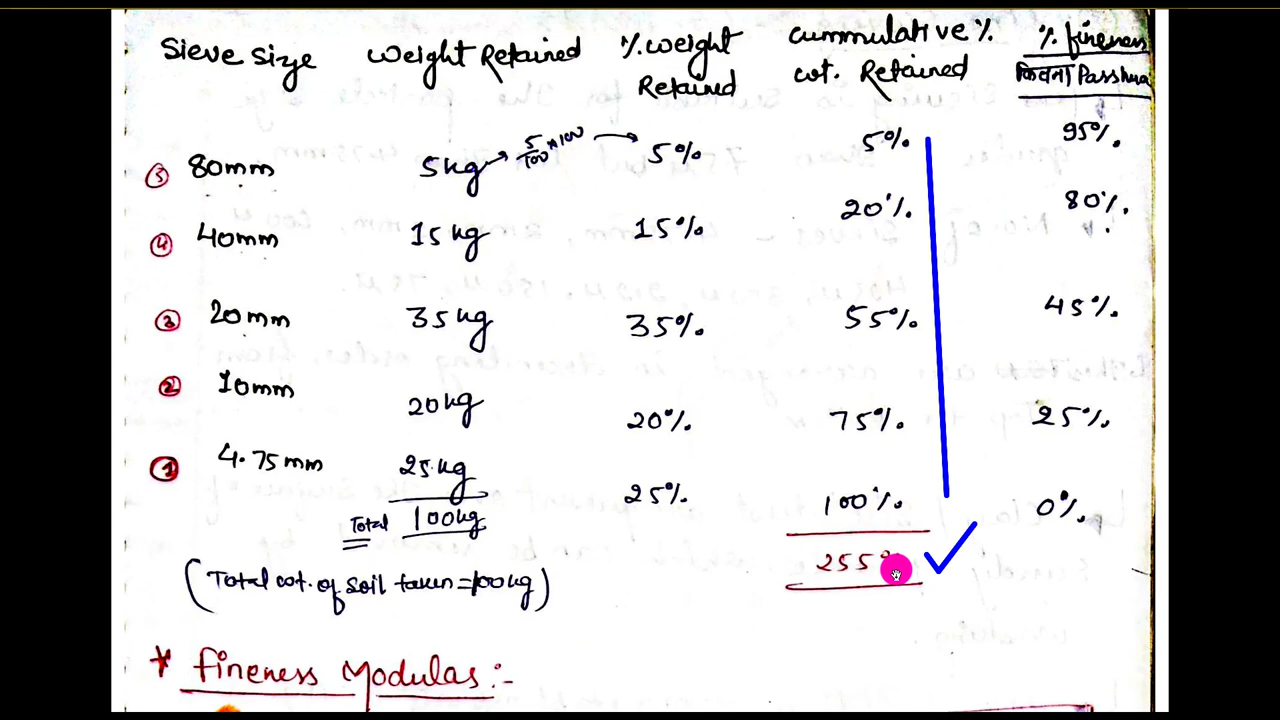 Sieve Size Weight Retained % weight Retained cummulative % wt. Retained % fineness
कितना Passhua
⑤ 80mm 5kg → 5/100 × 100 → 5% 5% 95%.
④ 40mm 15kg 15% 20%. 80%.
③ 20mm 35kg 35%. 55%. 45%.
② 10mm 20kg 20%. 75%. 25%.
① 4.75mm 25kg 25%. 100%. 0%.
Total 100kg
255%
(Total wt. of soil taken = 100kg)
* fineness Modulas:-